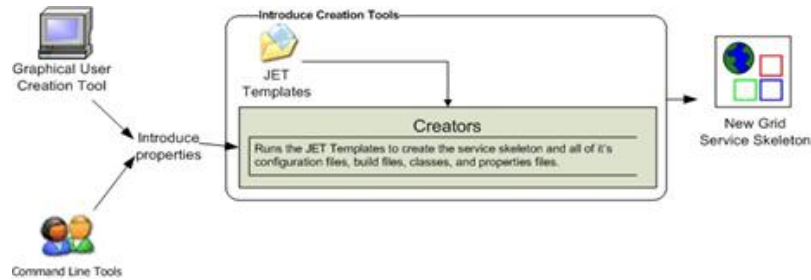 Introduce Creation Tools
Graphical User
Creation Tool
JET
Templates
Introduce
properties
Creators
Runs the JET Templates to create the service skeleton and all of it's
configuration files, build files, classes, and properties files.
New Grid
Service Skeleton
Command Line Tools